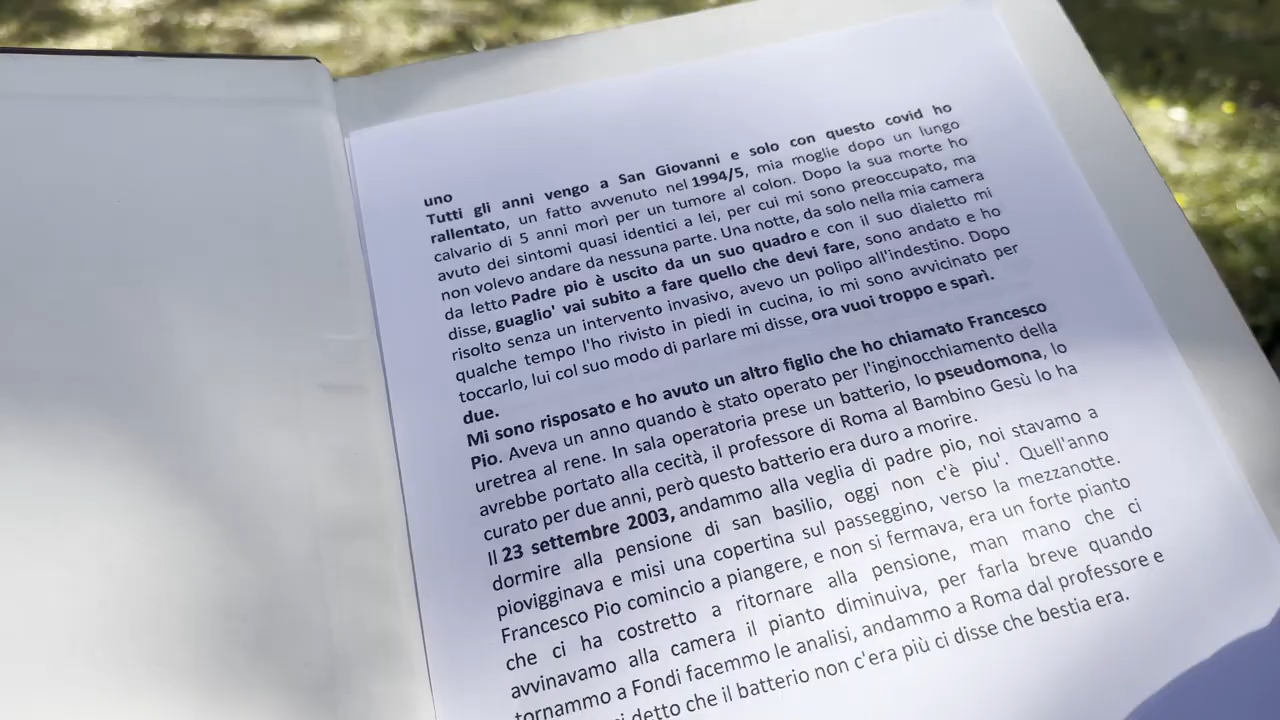 uno
Tutti gli anni vengo a San Giovanni e solo con questo covid ho
rallentato, un fatto avvenuto nel 1994/5, mia moglie dopo un lungo
calvario di 5 anni morì per un tumore al colon. Dopo la sua morte ho
avuto dei sintomi quasi identici a lei, per cui mi sono preoccupato, ma
non volevo andare da nessuna parte. Una notte, da solo nella mia camera
da letto Padre pio è uscito da un suo quadro e con il suo dialetto mi
disse, guaglio' vai subito a fare quello che devi fare, sono andato e ho
risolto senza un intervento invasivo, avevo un polipo all'indestino. Dopo
qualche tempo l'ho rivisto in piedi in cucina, io mi sono avvicinato per
toccarlo, lui col suo modo di parlare mi disse, ora vuoi troppo e sparì.
due.
Mi sono risposato e ho avuto un altro figlio che ho chiamato Francesco
Pio. Aveva un anno quando è stato operato per l'inginocchiamento della
uretrea al rene. In sala operatoria prese un batterio, lo pseudomona, lo
avrebbe portato alla cecità, il professore di Roma al Bambino Gesù lo ha
curato per due anni, però questo batterio era duro a morire.
Il 23 settembre 2003, andammo alla veglia di padre pio, noi stavamo a
dormire alla pensione di san basilio, oggi non c'è piu'. Quell'anno
piovigginava e misi una copertina sul passeggino, verso la mezzanotte.
Francesco Pio comincio a piangere, e non si fermava, era un forte pianto
che ci ha costretto a ritornare alla pensione, man mano che ci
avvinavamo alla camera il pianto diminuiva, per farla breve quando
tornammo a Fondi facemmo le analisi, andammo a Roma dal professore e
detto che il batterio non c'era più ci disse che bestia era.